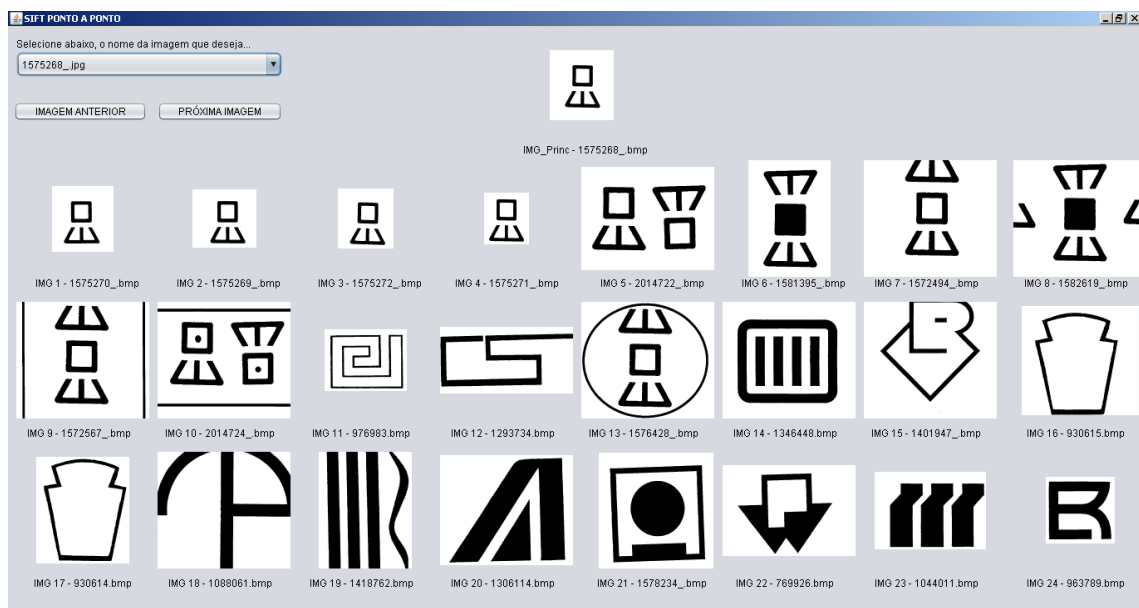 SIFT PONTO A PONTO
Selecione abaixo, o nome da imagem que deseja...
1575268_.jpg
IMAGEM ANTERIOR PRÓXIMA IMAGEM
IMG_Princ - 1575268_.bmp
IMG 1 - 1575270_.bmp IMG 2 - 1575269_.bmp IMG 3 - 1575272_.bmp IMG 4 - 1575271_.bmp IMG 5 - 2014722_.bmp IMG 6 - 1581395_.bmp IMG 7 - 1572494_.bmp IMG 8 - 1582619_.bmp
IMG 9 - 1572567_.bmp IMG 10 - 2014724_.bmp IMG 11 - 976983.bmp IMG 12 - 1293734.bmp IMG 13 - 1576428_.bmp IMG 14 - 1346448.bmp IMG 15 - 1401947_.bmp IMG 16 - 930615.bmp
IMG 17 - 930614.bmp IMG 18 - 1088061.bmp IMG 19 - 1418762.bmp IMG 20 - 1306114.bmp IMG 21 - 1578234_.bmp IMG 22 - 769926.bmp IMG 23 - 1044011.bmp IMG 24 - 963789.bmp